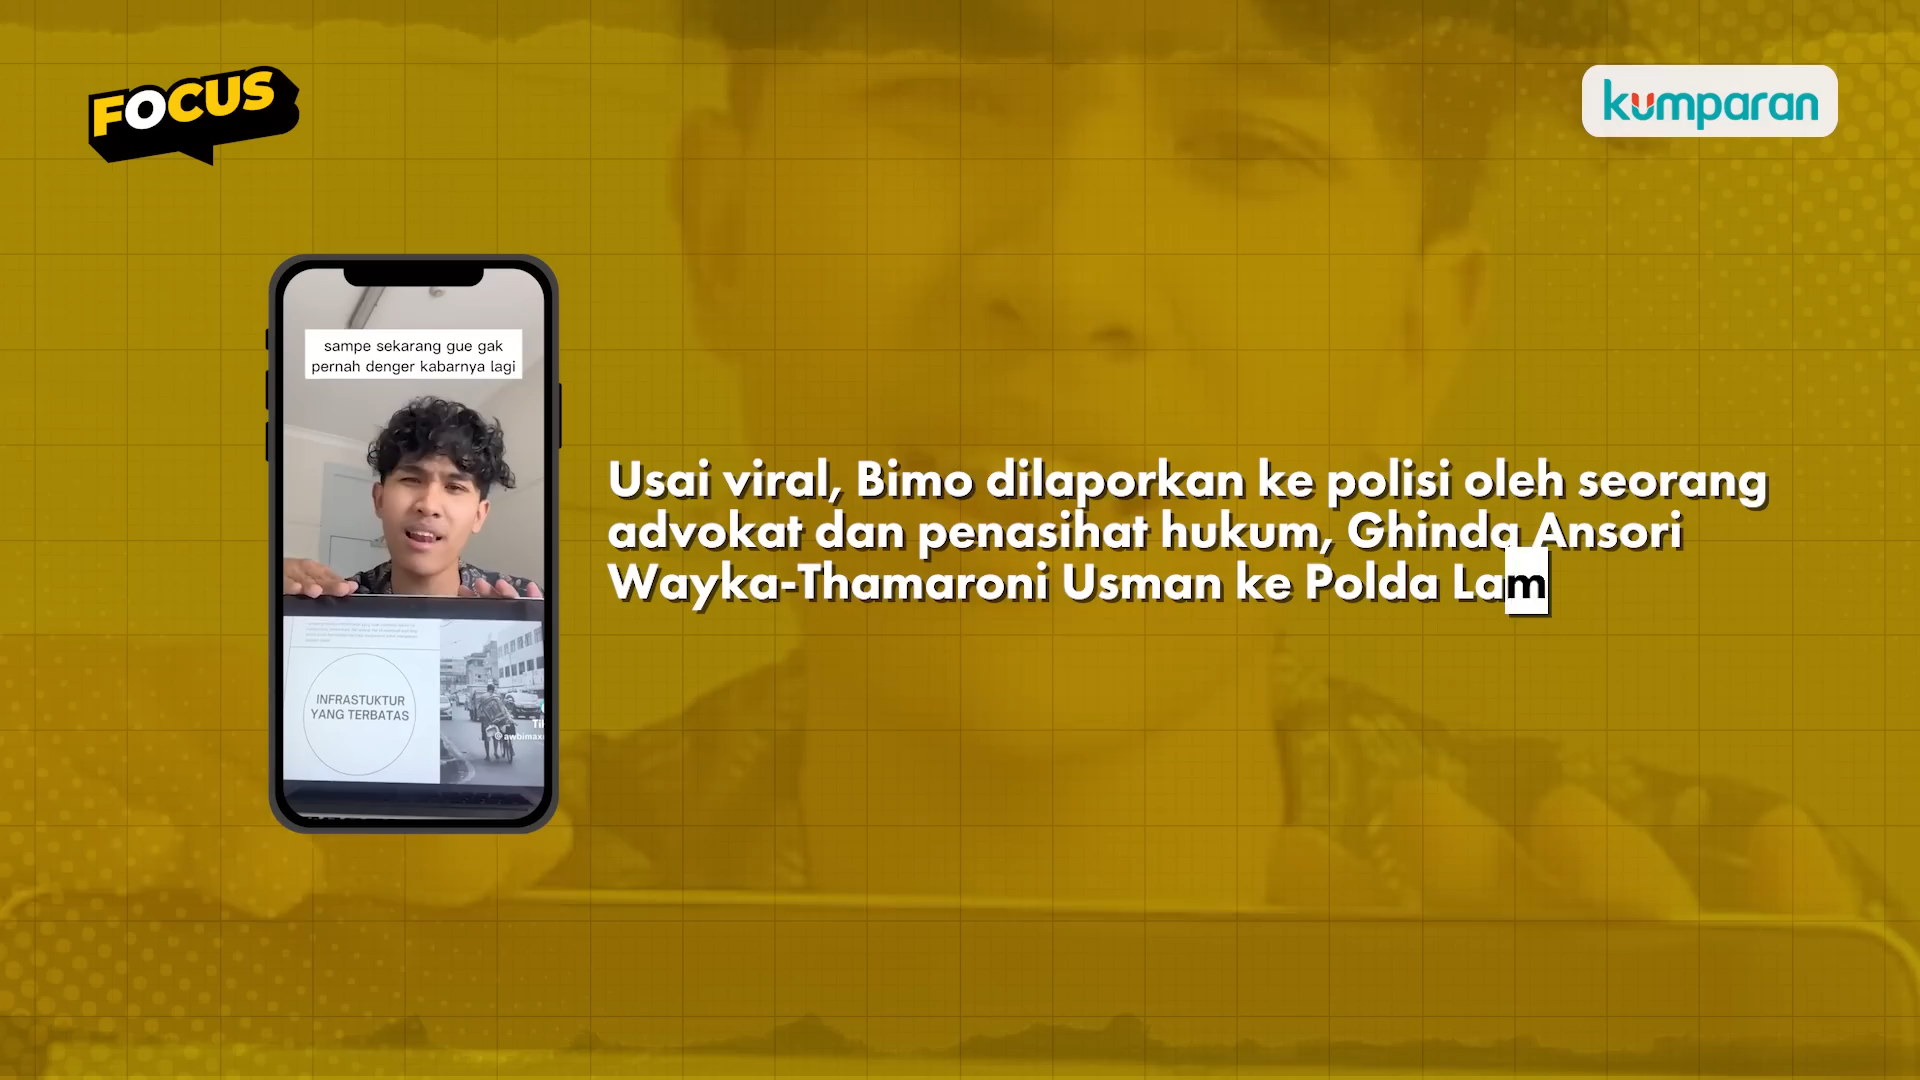 FOCUS
kumparan
sampe sekarang gue gak
pernah denger kabarnya lagi
Usai viral, Bimo dilaporkan ke polisi oleh seorang
advokat dan penasihat hukum, Ghinda Ansori
Wayka-Thamaroni Usman ke Polda Lam
INFRASTUKTUR
YANG TERBATAS
@awbimax